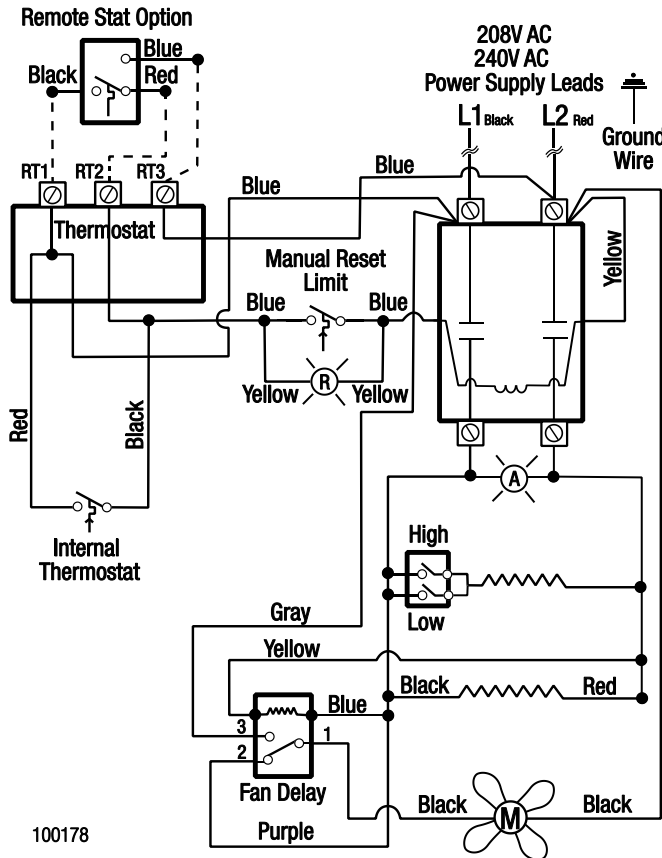 Remote Stat Option
Black
Blue
Red
RT1
RT2
RT3
Thermostat
208V AC
240V AC
Power Supply Leads
L1 Black
L2 Red
Ground
Wire
Blue
Blue
Yellow
Manual Reset
Limit
Blue
Blue
R
Yellow
Yellow
Red
Black
Internal
Thermostat
A
High
Low
Gray
Yellow
Black
Red
Blue
3
2
1
Fan Delay
Purple
Black
M
Black
100178